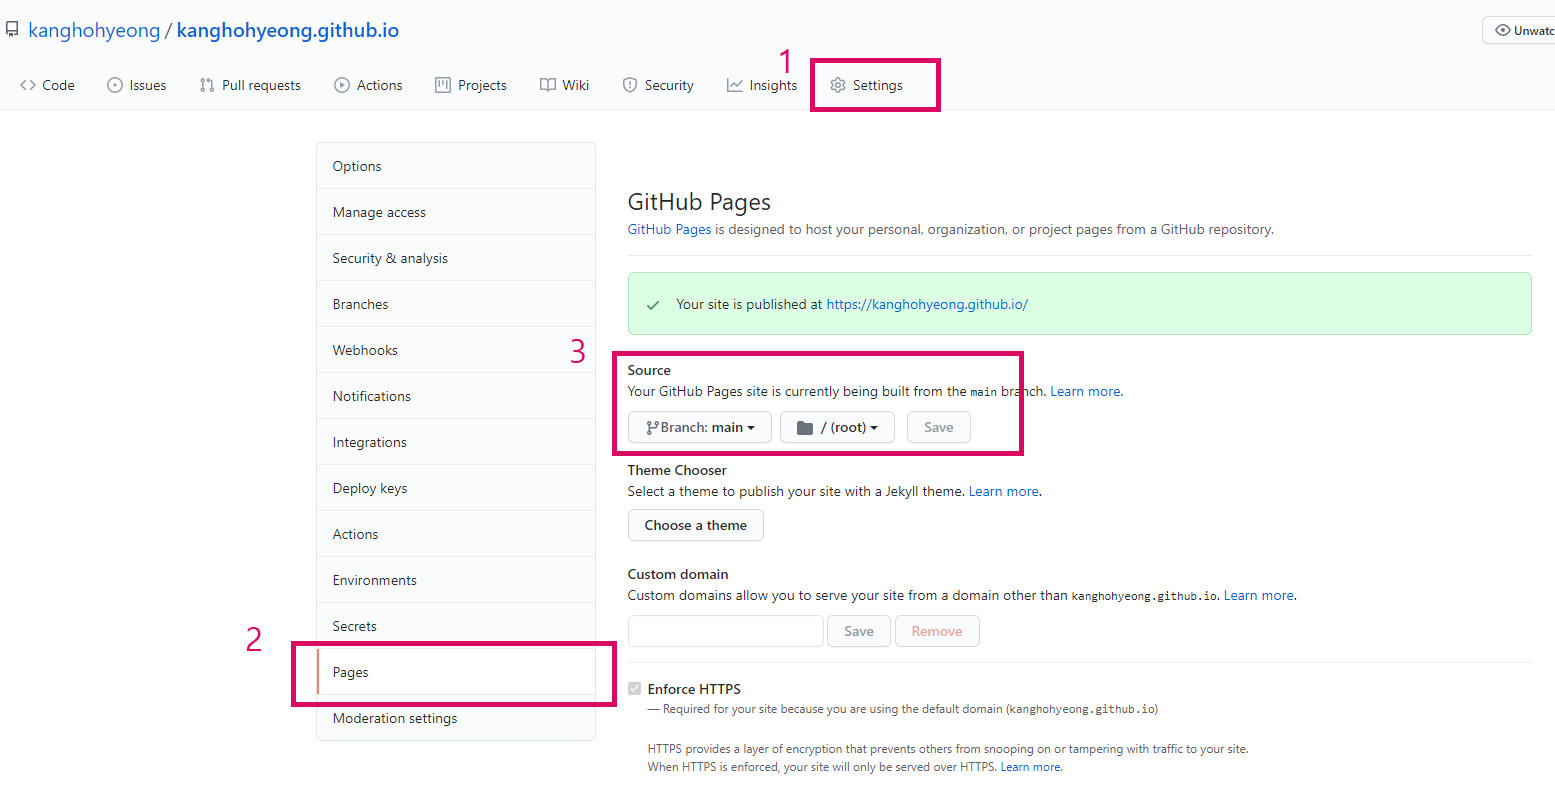 kanghohyeong / kanghohyeong.github.io
Unwatc
1
Code Issues Pull requests Actions Projects Wiki Security Insights Settings
Options
Manage access
Security & analysis
Branches
Webhooks
Notifications
Integrations
Deploy keys
Actions
Environments
Secrets
2
Pages
Moderation settings
GitHub Pages
GitHub Pages is designed to host your personal, organization, or project pages from a GitHub repository.
Your site is published at https://kanghohyeong.github.io/
3
Source
Your GitHub Pages site is currently being built from the main branch. Learn more.
Branch: main / (root) Save
Theme Chooser
Select a theme to publish your site with a Jekyll theme. Learn more.
Choose a theme
Custom domain
Custom domains allow you to serve your site from a domain other than kanghohyeong.github.io. Learn more.
Save Remove
Enforce HTTPS
— Required for your site because you are using the default domain (kanghohyeong.github.io)
HTTPS provides a layer of encryption that prevents others from snooping on or tampering with traffic to your site.
When HTTPS is enforced, your site will only be served over HTTPS. Learn more.